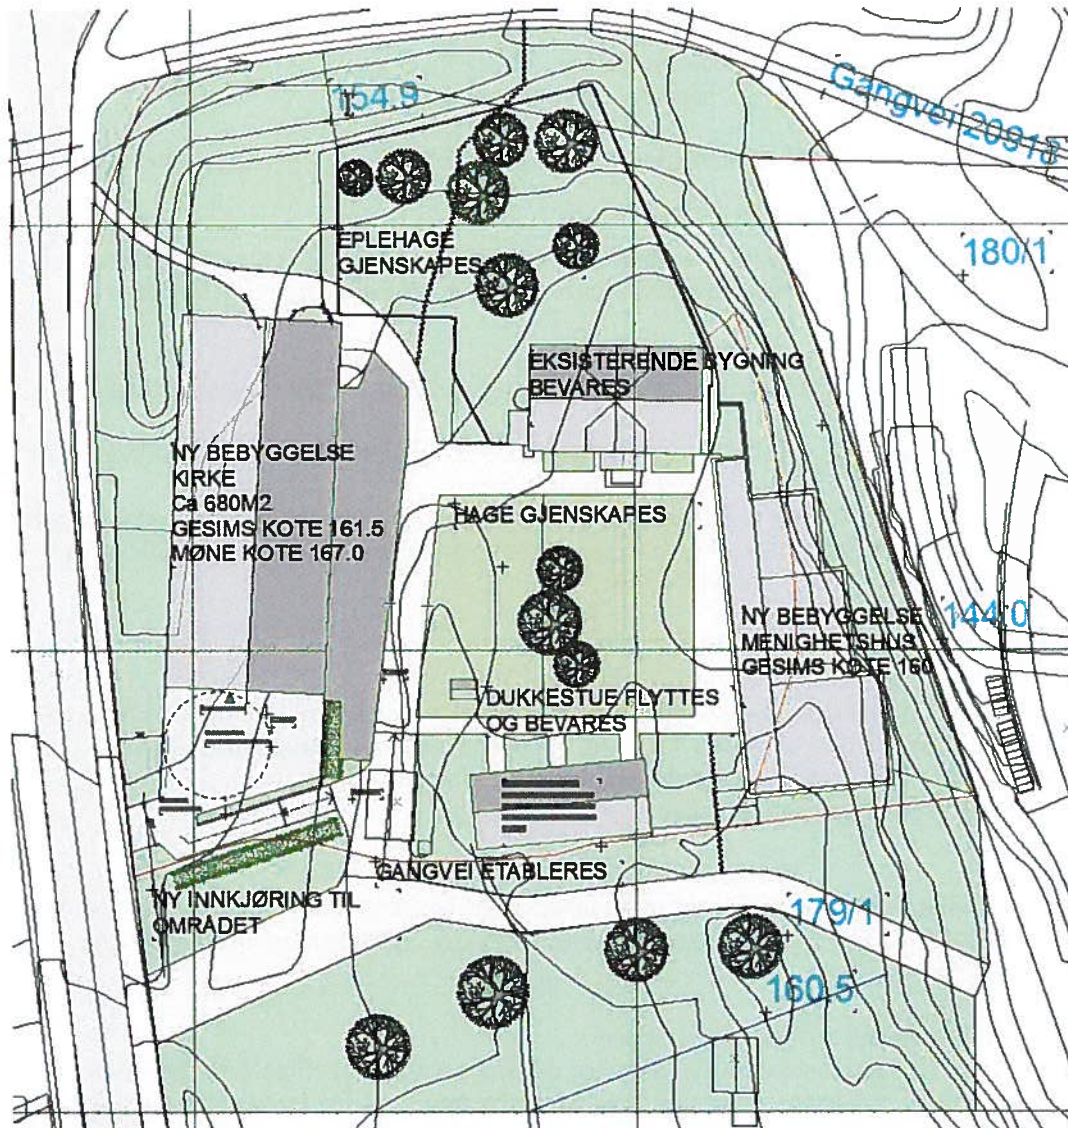 154.9
Gangvei 20918
180/1
EPLEHAGE
GJENSKAPES
EKSISTERENDE BYGNING
BEVARES
NY BEBYGGELSE
KIRKE
Ca 680M2
GESIMS KOTE 161.5
MØNE KOTE 167.0
HAGE GJENSKAPES
NY BEBYGGELSE
MENIGHETSHUS
GESIMS KOTE 160
144.0
DUKKESTUE FLYTTES
OG BEVARES
GANGVEI ETABLERES
NY INNKJØRING TIL
OMRÅDET
179/1
160.5